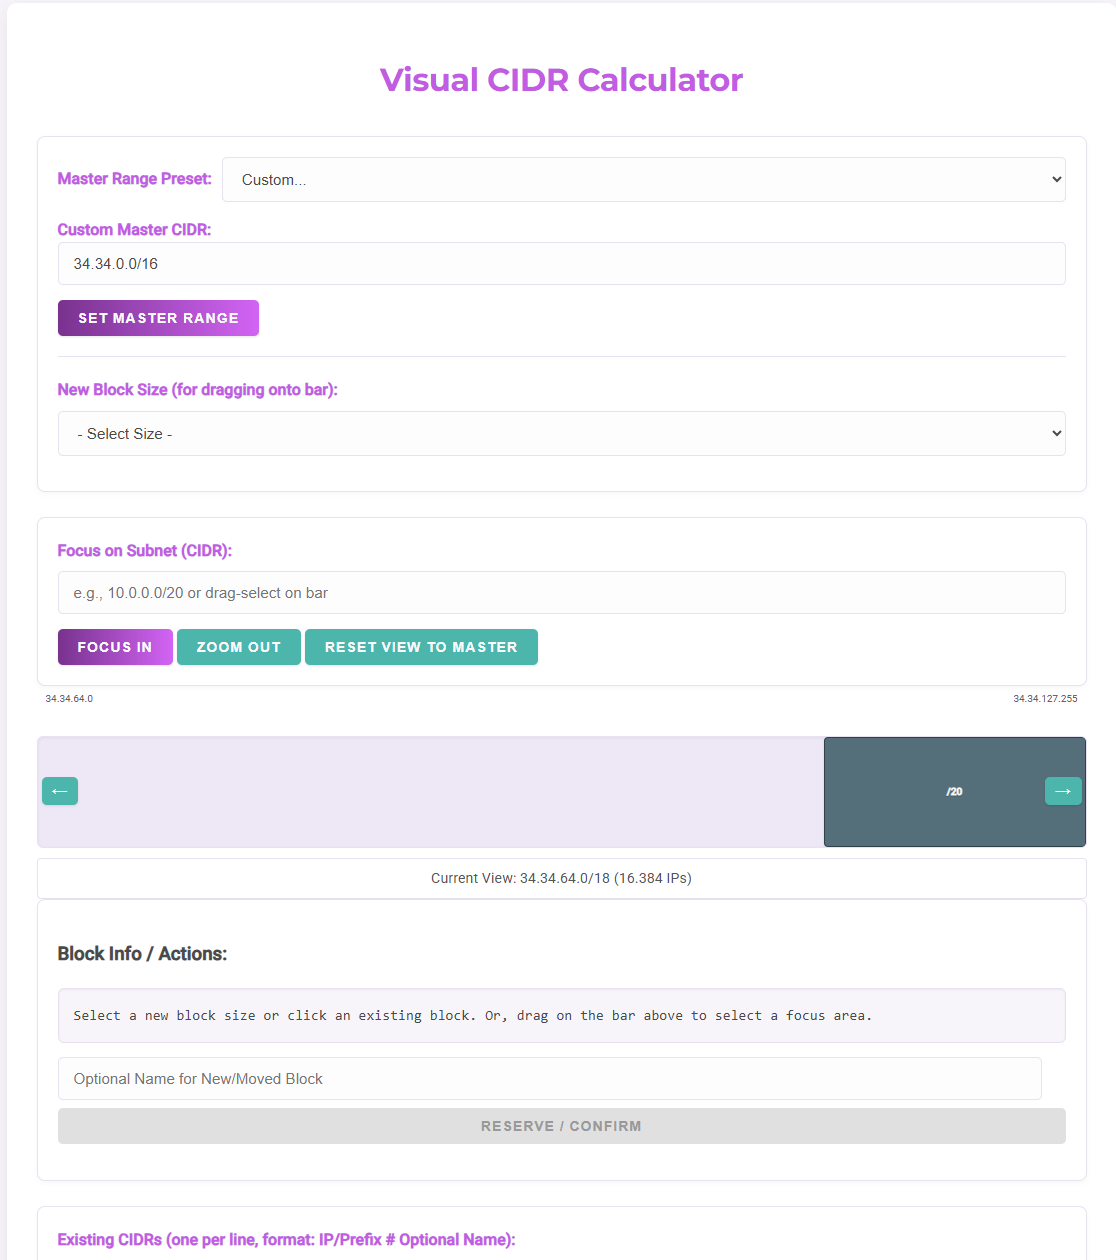 Visual CIDR Calculator
Master Range Preset:
Custom...
Custom Master CIDR:
34.34.0.0/16
SET MASTER RANGE
New Block Size (for dragging onto bar):
- Select Size -
Focus on Subnet (CIDR):
e.g., 10.0.0.0/20 or drag-select on bar
FOCUS IN
ZOOM OUT
RESET VIEW TO MASTER
34.34.64.0
34.34.127.255
←
/20
→
Current View: 34.34.64.0/18 (16.384 IPs)
Block Info / Actions:
Select a new block size or click an existing block. Or, drag on the bar above to select a focus area.
Optional Name for New/Moved Block
RESERVE / CONFIRM
Existing CIDRs (one per line, format: IP/Prefix # Optional Name):